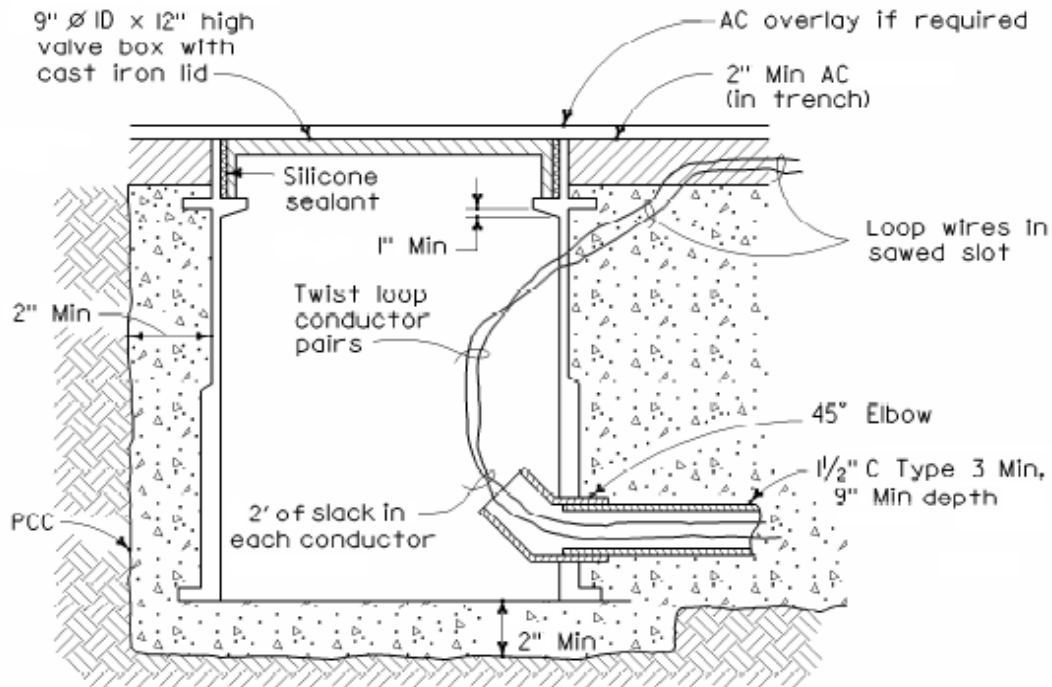 9" Ø ID x 12" high
valve box with
cast iron lid
AC overlay if required
2" Min AC
(in trench)
Silicone
sealant
1" Min
Loop wires in
sawed slot
2" Min
Twist loop
conductor
pairs
45° Elbow
1½" C Type 3 Min,
9" Min depth
PCC
2' of slack in
each conductor
2" Min